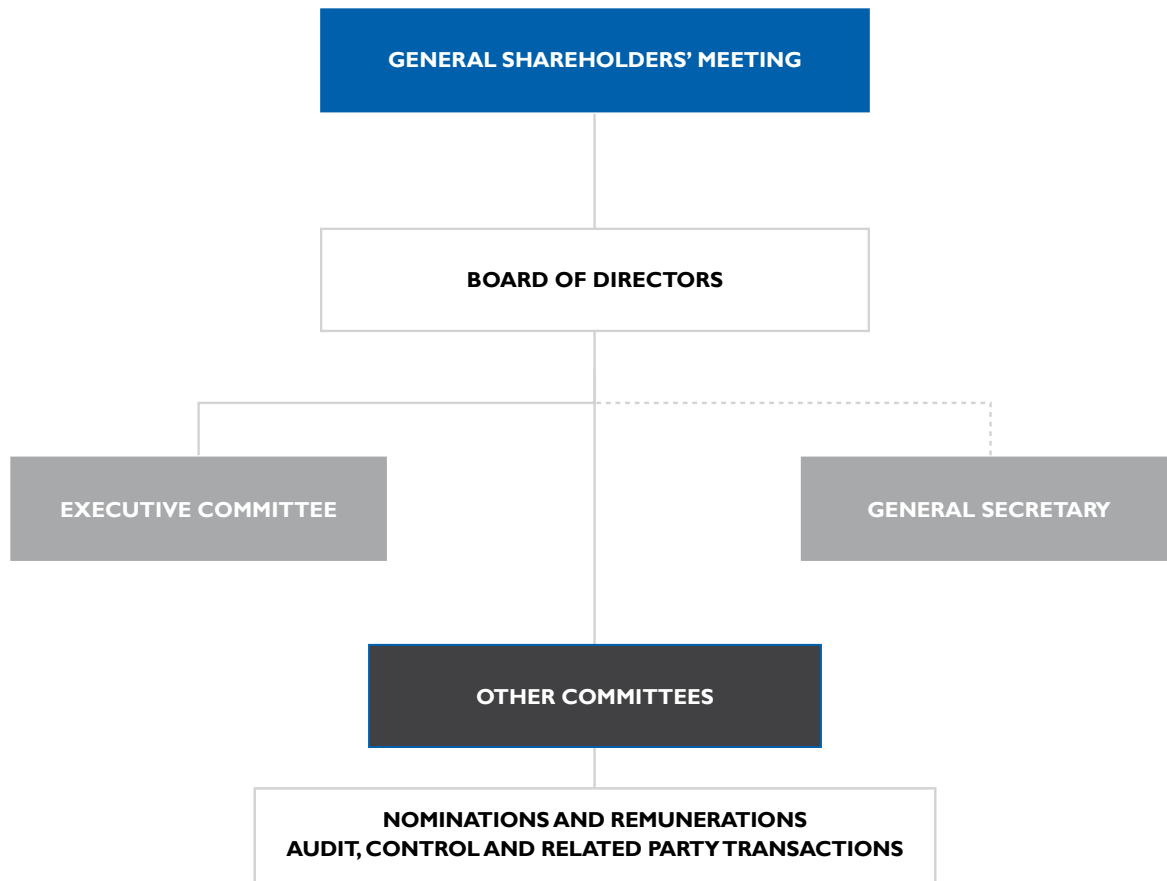 GENERAL SHAREHOLDERS’ MEETING
BOARD OF DIRECTORS
EXECUTIVE COMMITTEE
GENERAL SECRETARY
OTHER COMMITTEES
NOMINATIONS AND REMUNERATIONS
AUDIT, CONTROL AND RELATED PARTY TRANSACTIONS